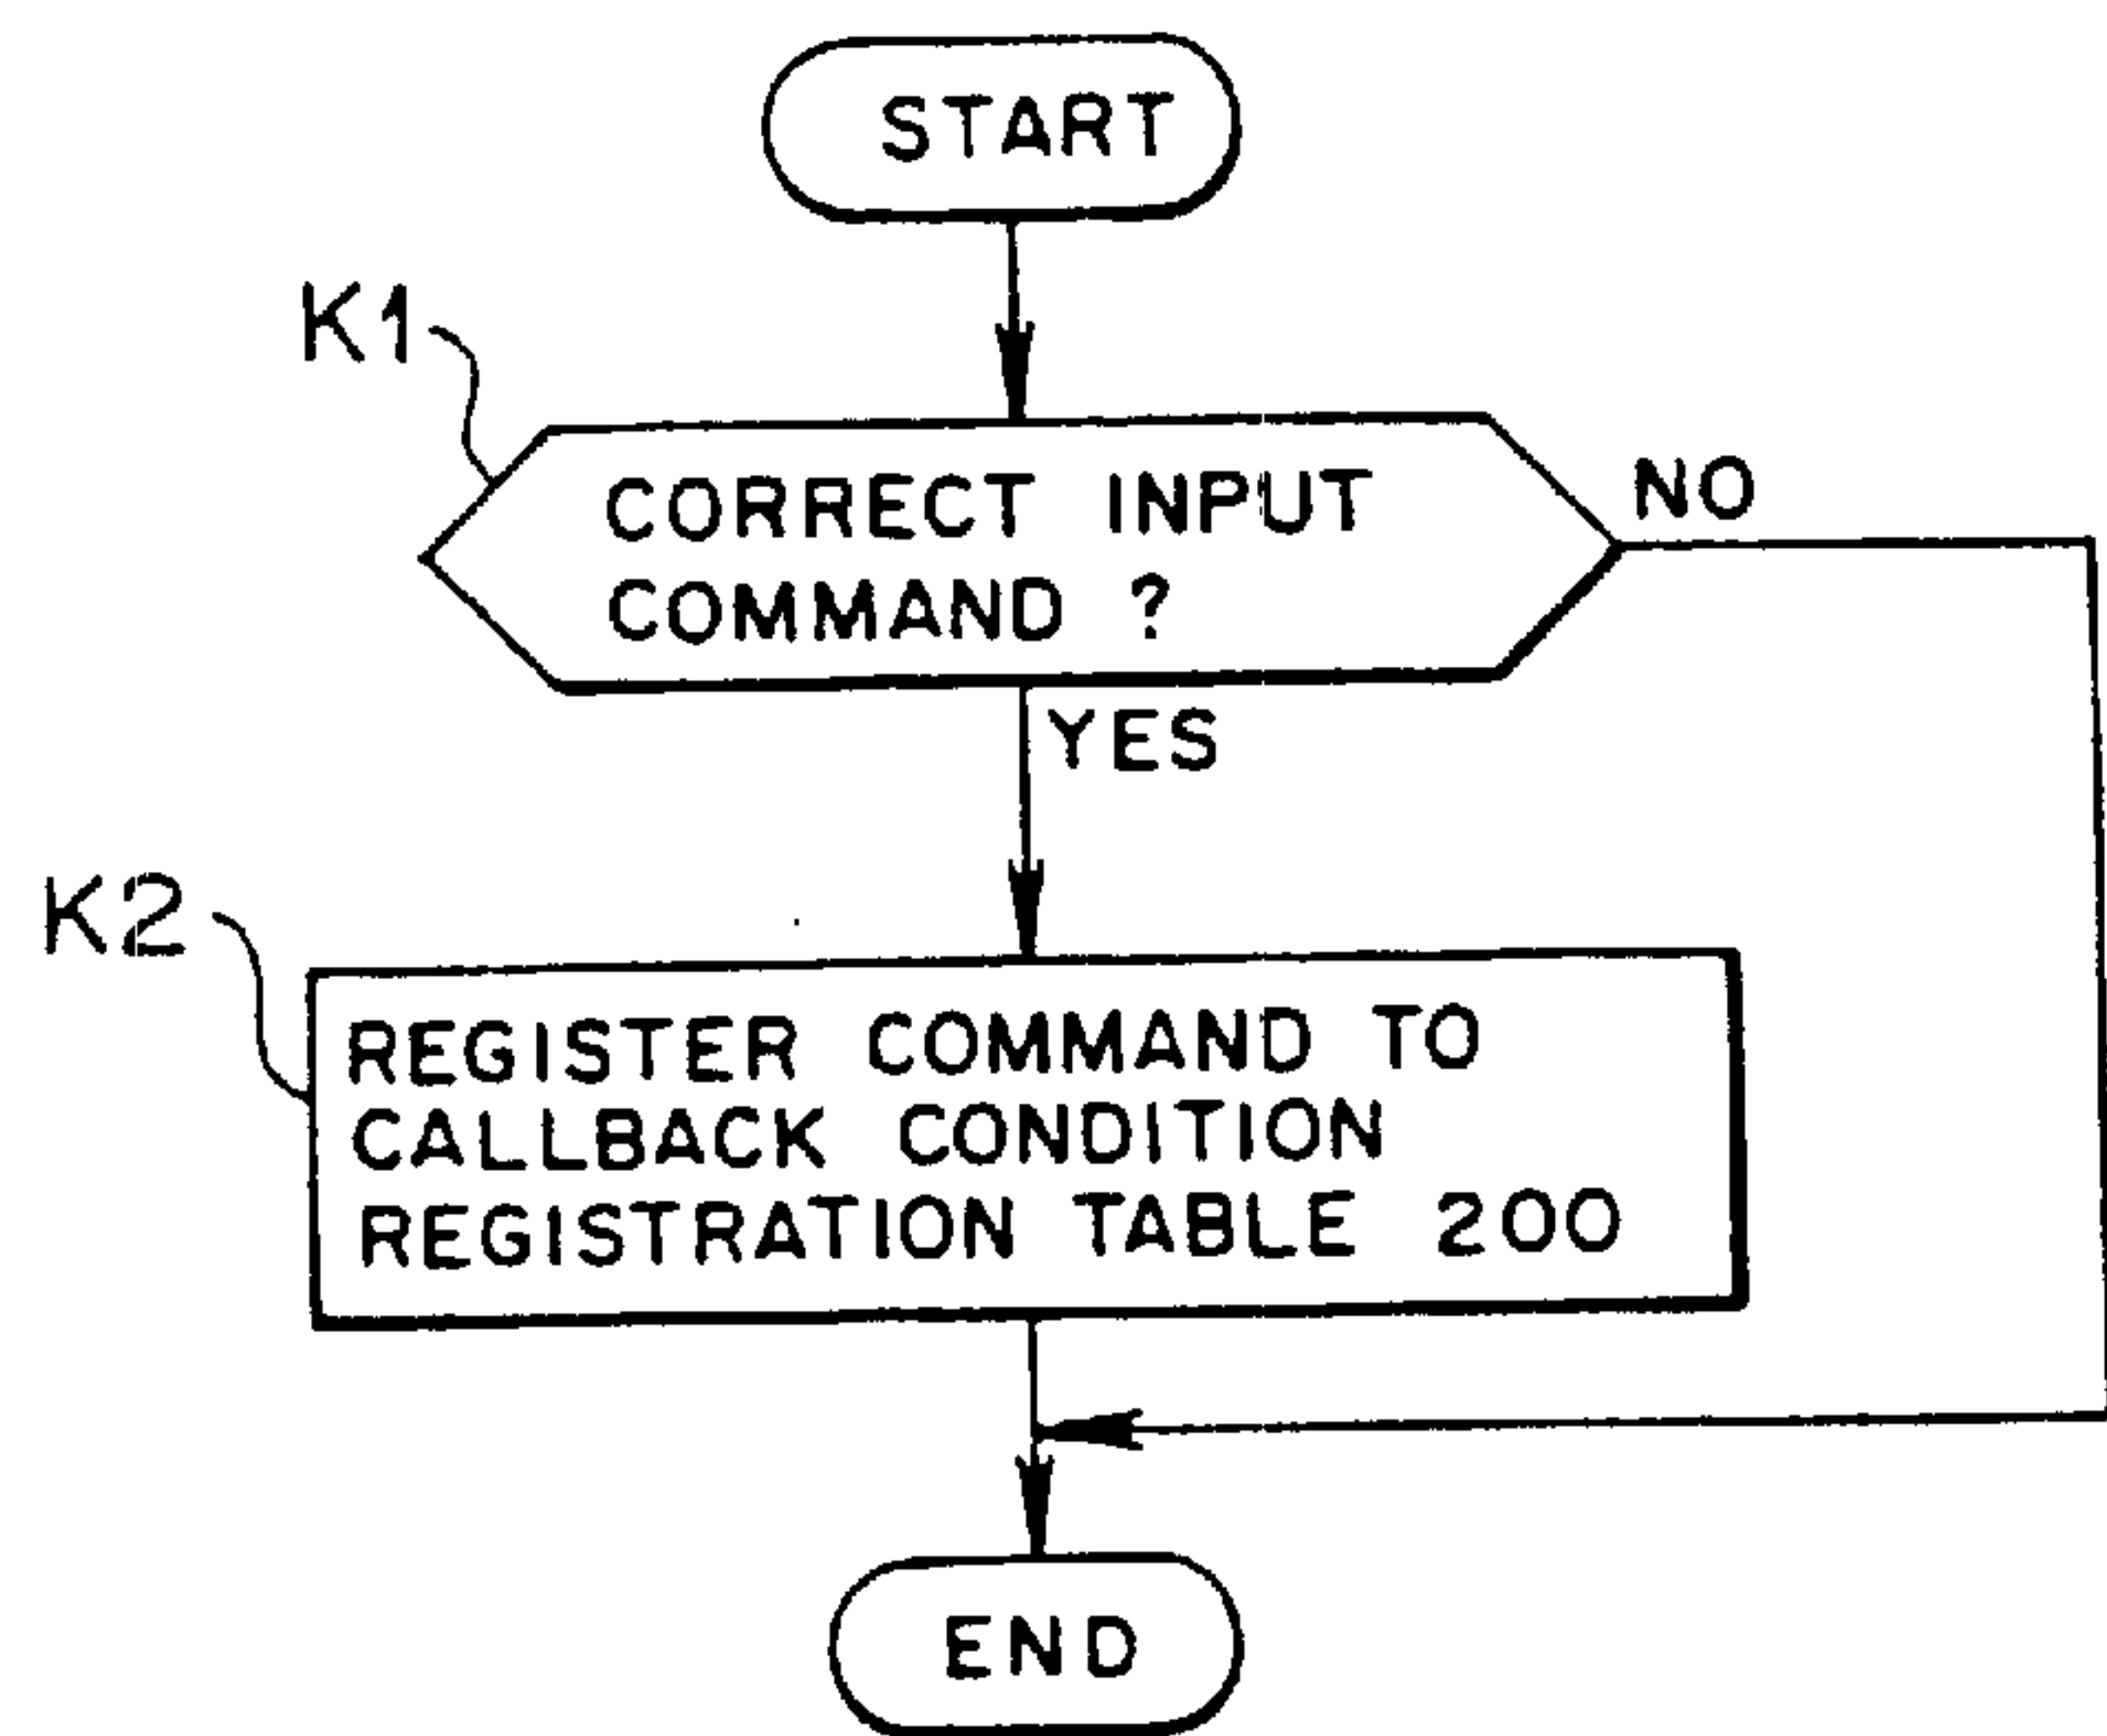 START
K1
CORRECT INPUT
COMMAND ?
NO
YES
K2
REGISTER COMMAND TO
CALLBACK CONDITION
REGISTRATION TABLE 200
END